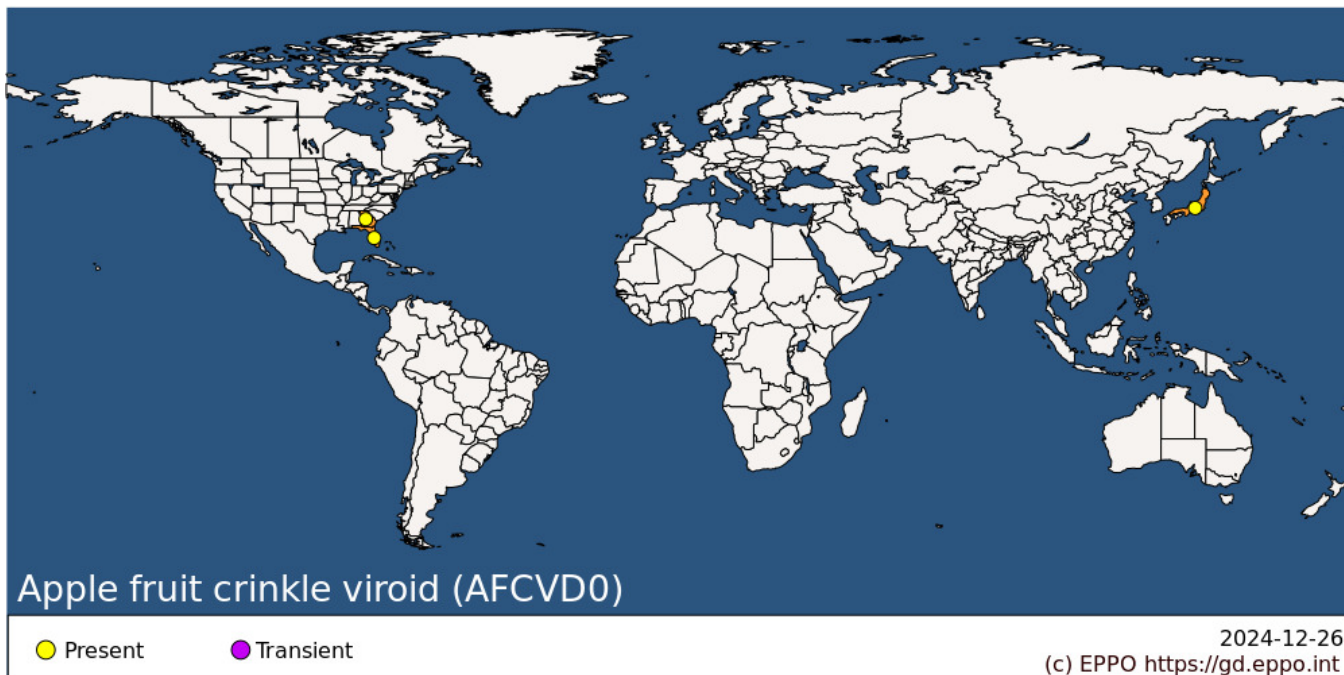 Apple fruit crinkle viroid (AFCVD0)
Present
Transient
2024-12-26
(c) EPPO https://gd.eppo.int